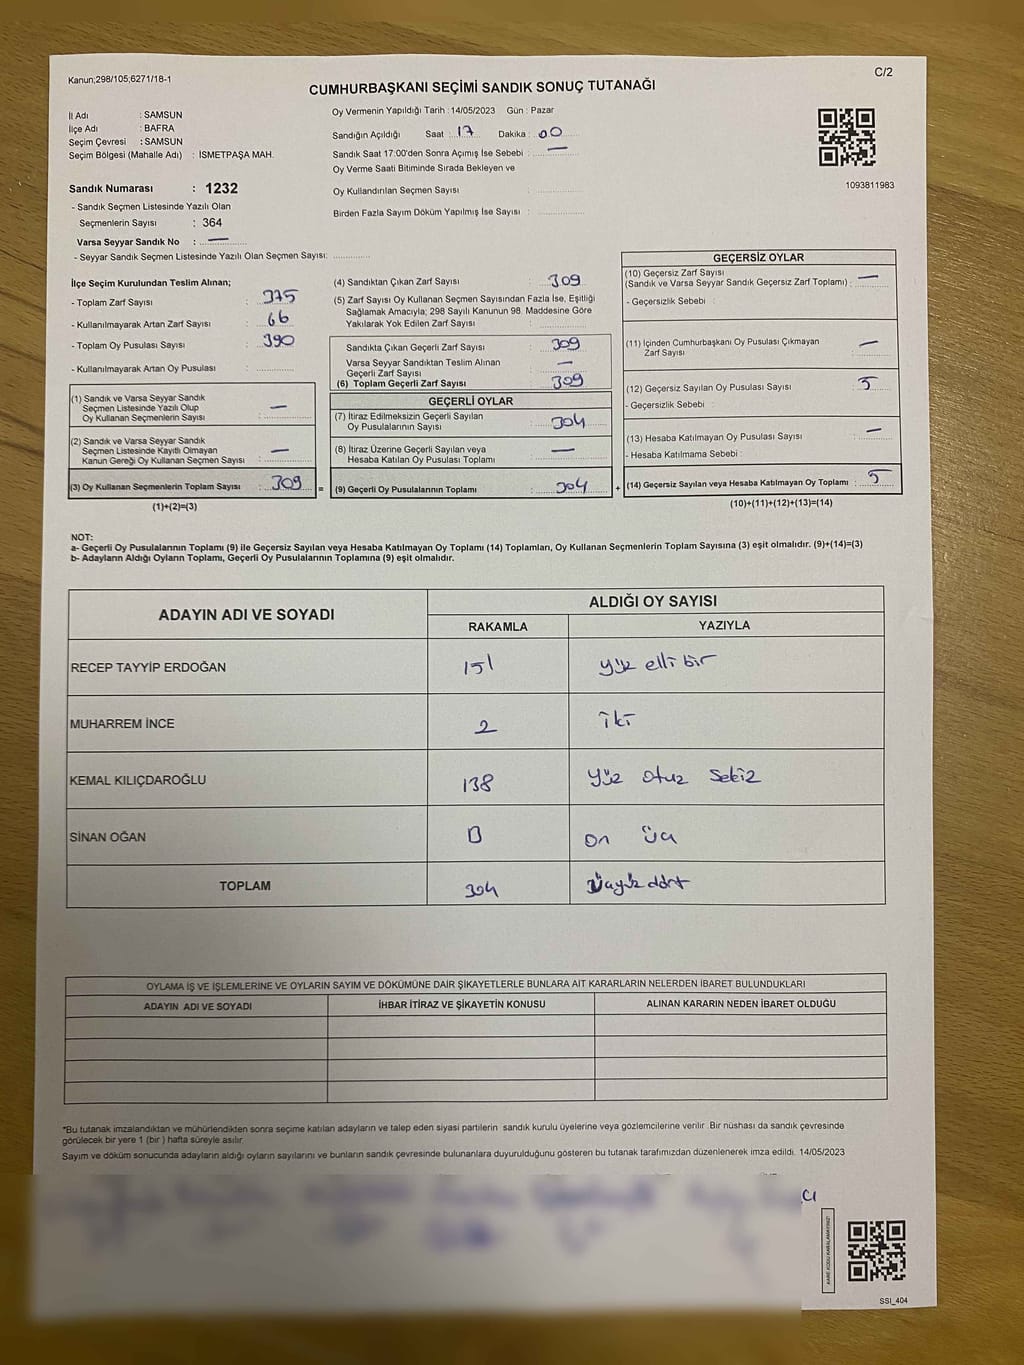 Kanun;298/105;6271/18-1
C/2
CUMHURBAŞKANI SEÇİMİ SANDIK SONUÇ TUTANAĞI
İl Adı : SAMSUN
İlçe Adı : BAFRA
Seçim Çevresi : SAMSUN
Seçim Bölgesi (Mahalle Adı) : İSMETPAŞA MAH.
Oy Vermenin Yapıldığı Tarih : 14/05/2023 Gün : Pazar
Sandığın Açıldığı Saat : 17 Dakika : 00
Sandık Saat 17:00'den Sonra Açımış İse Sebebi : —
Oy Verme Saati Bitiminde Sırada Bekleyen ve
Oy Kullandırılan Seçmen Sayısı :
Birden Fazla Sayım Döküm Yapılmış İse Sayısı :
1093811983
Sandık Numarası : 1232
- Sandık Seçmen Listesinde Yazılı Olan
Seçmenlerin Sayısı : 364
Varsa Seyyar Sandık No : —
- Seyyar Sandık Seçmen Listesinde Yazılı Olan Seçmen Sayısı:
İlçe Seçim Kurulundan Teslim Alınan;
- Toplam Zarf Sayısı : 375
- Kullanılmayarak Artan Zarf Sayısı : 66
- Toplam Oy Pusulası Sayısı : 390
- Kullanılmayarak Artan Oy Pusulası :
(1) Sandık ve Varsa Seyyar Sandık
Seçmen Listesinde Yazılı Olup
Oy Kullanan Seçmenlerin Sayısı : —
(2) Sandık ve Varsa Seyyar Sandık
Seçmen Listesinde Kayıtlı Olmayan
Kanun Gereği Oy Kullanan Seçmen Sayısı : —
(3) Oy Kullanan Seçmenlerin Toplam Sayısı : 309 =
(1)+(2)=(3)
(4) Sandıktan Çıkan Zarf Sayısı : 309
(5) Zarf Sayısı Oy Kullanan Seçmen Sayısından Fazla İse, Eşitliği
Sağlamak Amacıyla; 298 Sayılı Kanunun 98. Maddesine Göre
Yakılarak Yok Edilen Zarf Sayısı :
Sandıkta Çıkan Geçerli Zarf Sayısı : 309
Varsa Seyyar Sandıktan Teslim Alınan
Geçerli Zarf Sayısı : —
(6) Toplam Geçerli Zarf Sayısı : 309
GEÇERLİ OYLAR
(7) İtiraz Edilmeksizin Geçerli Sayılan
Oy Pusulalarının Sayısı : 304
(8) İtiraz Üzerine Geçerli Sayılan veya
Hesaba Katılan Oy Pusulası Toplamı : —
(9) Geçerli Oy Pusulalarının Toplamı : 304 +
GEÇERSİZ OYLAR
(10) Geçersiz Zarf Sayısı
(Sandık ve Varsa Seyyar Sandık Geçersiz Zarf Toplamı) : —
- Geçersizlik Sebebi :
(11) İçinden Cumhurbaşkanı Oy Pusulası Çıkmayan
Zarf Sayısı : —
(12) Geçersiz Sayılan Oy Pusulası Sayısı : 5
- Geçersizlik Sebebi :
(13) Hesaba Katılmayan Oy Pusulası Sayısı : —
- Hesaba Katılmama Sebebi :
(14) Geçersiz Sayılan veya Hesaba Katılmayan Oy Toplamı : 5
(10)+(11)+(12)+(13)=(14)
NOT:
a- Geçerli Oy Pusulalarının Toplamı (9) ile Geçersiz Sayılan veya Hesaba Katılmayan Oy Toplamı (14) Toplamları, Oy Kullanan Seçmenlerin Toplam Sayısına (3) eşit olmalıdır. (9)+(14)=(3)
b- Adayların Aldığı Oyların Toplamı, Geçerli Oy Pusulalarının Toplamına (9) eşit olmalıdır.
ADAYIN ADI VE SOYADI
ALDIĞI OY SAYISI
RAKAMLA YAZIYLA
RECEP TAYYİP ERDOĞAN 151 yüz elli bir
MUHARREM İNCE 2 iki
KEMAL KILIÇDAROĞLU 138 yüz otuz sekiz
SİNAN OĞAN 13 on üç
TOPLAM 304 üçyüz dört
OYLAMA İŞ VE İŞLEMLERİNE VE OYLARIN SAYIM VE DÖKÜMÜNE DAİR ŞİKAYETLERLE BUNLARA AİT KARARLARIN NELERDEN İBARET BULUNDUKLARI
ADAYIN ADI VE SOYADI İHBAR İTİRAZ VE ŞİKAYETİN KONUSU ALINAN KARARIN NEDEN İBARET OLDUĞU
*Bu tutanak imzalandıktan ve mühürlendikten sonra seçime katılan adayların ve talep eden siyasi partilerin sandık kurulu üyelerine veya gözlemcilerine verilir .Bir nüshası da sandık çevresinde
görülecek bir yere 1 (bir ) hafta süreyle asılır.
Sayım ve döküm sonucunda adayların aldığı oyların sayılarını ve bunların sandık çevresinde bulunanlara duyurulduğunu gösteren bu tutanak tarafımızdan düzenlenerek imza edildi. 14/05/2023
KARE KODU KARALAMAYINIZ!
SSI_404